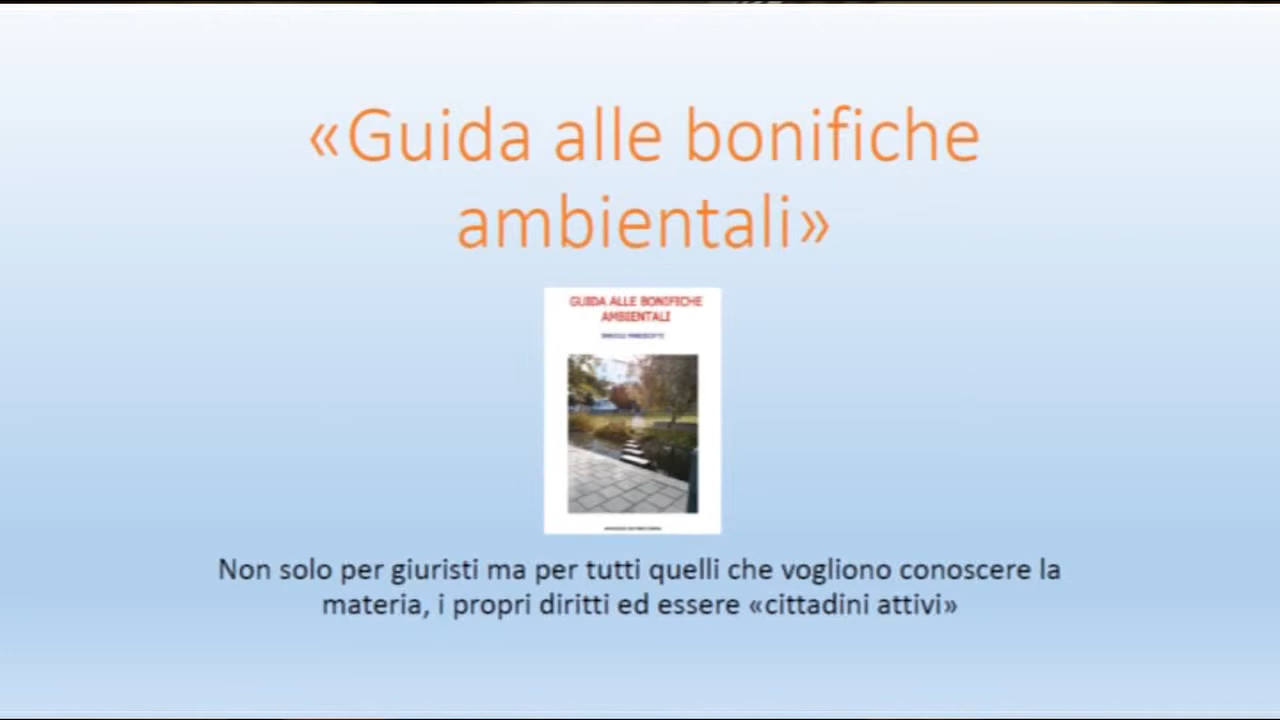 «Guida alle bonifiche
ambientali»
GUIDA ALLE BONIFICHE
AMBIENTALI
Non solo per giuristi ma per tutti quelli che vogliono conoscere la
materia, i propri diritti ed essere «cittadini attivi»